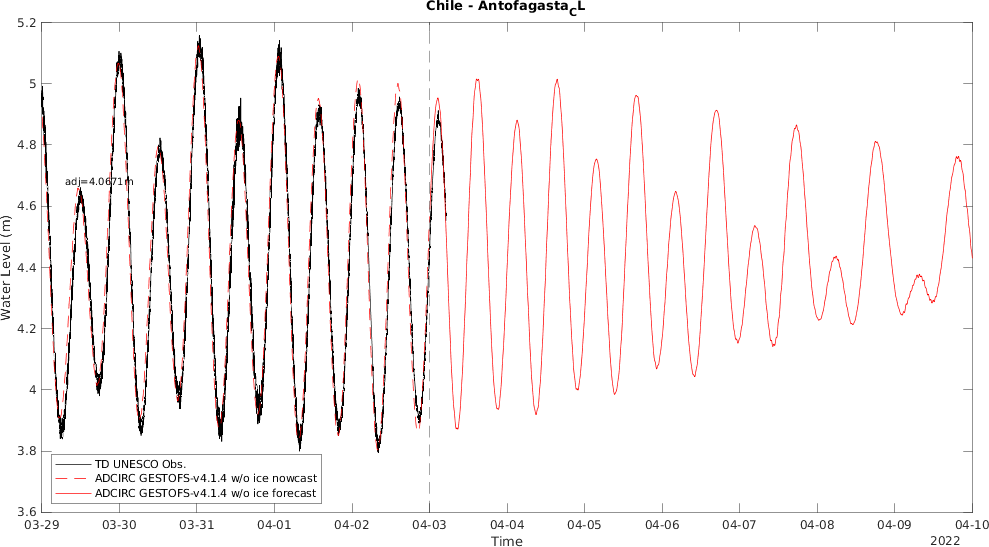 Chile - Antofagasta_CL
5.2
5
4.8
4.6
4.4
4.2
4
3.8
3.6
Water Level (m)
adj=4.0671m
TD UNESCO Obs.
ADCIRC GESTOFS-v4.1.4 w/o ice nowcast
ADCIRC GESTOFS-v4.1.4 w/o ice forecast
03-29 03-30 03-31 04-01 04-02 04-03 04-04 04-05 04-06 04-07 04-08 04-09 04-10
Time
2022